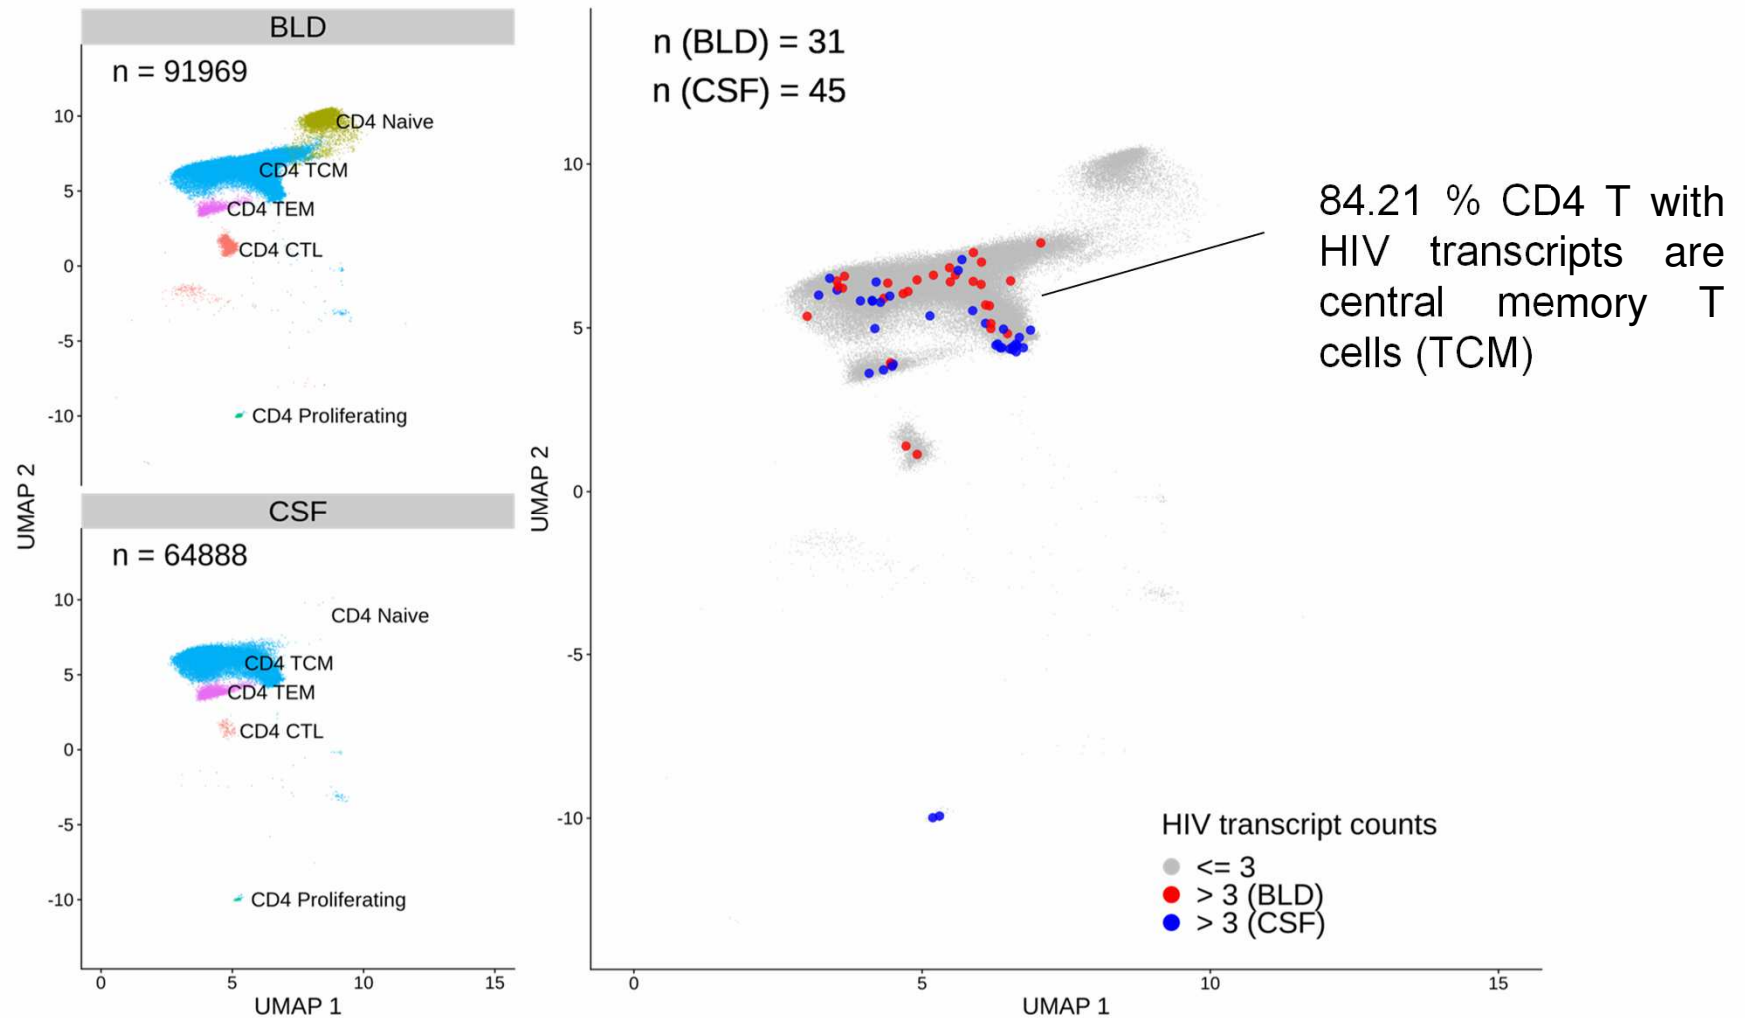 BLD
n = 91969
10
5
0
-5
-10
CD4 Naive
CD4 TCM
CD4 TEM
CD4 CTL
CD4 Proliferating
UMAP 2
CSF
n = 64888
10
5
0
-5
-10
CD4 Naive
CD4 TCM
CD4 TEM
CD4 CTL
CD4 Proliferating
0 5 10 15
UMAP 1
n (BLD) = 31
n (CSF) = 45
10
5
0
-5
-10
UMAP 2
0 5 10 15
UMAP 1
HIV transcript counts
<= 3
> 3 (BLD)
> 3 (CSF)
84.21 % CD4 T with
HIV transcripts are
central memory T
cells (TCM)